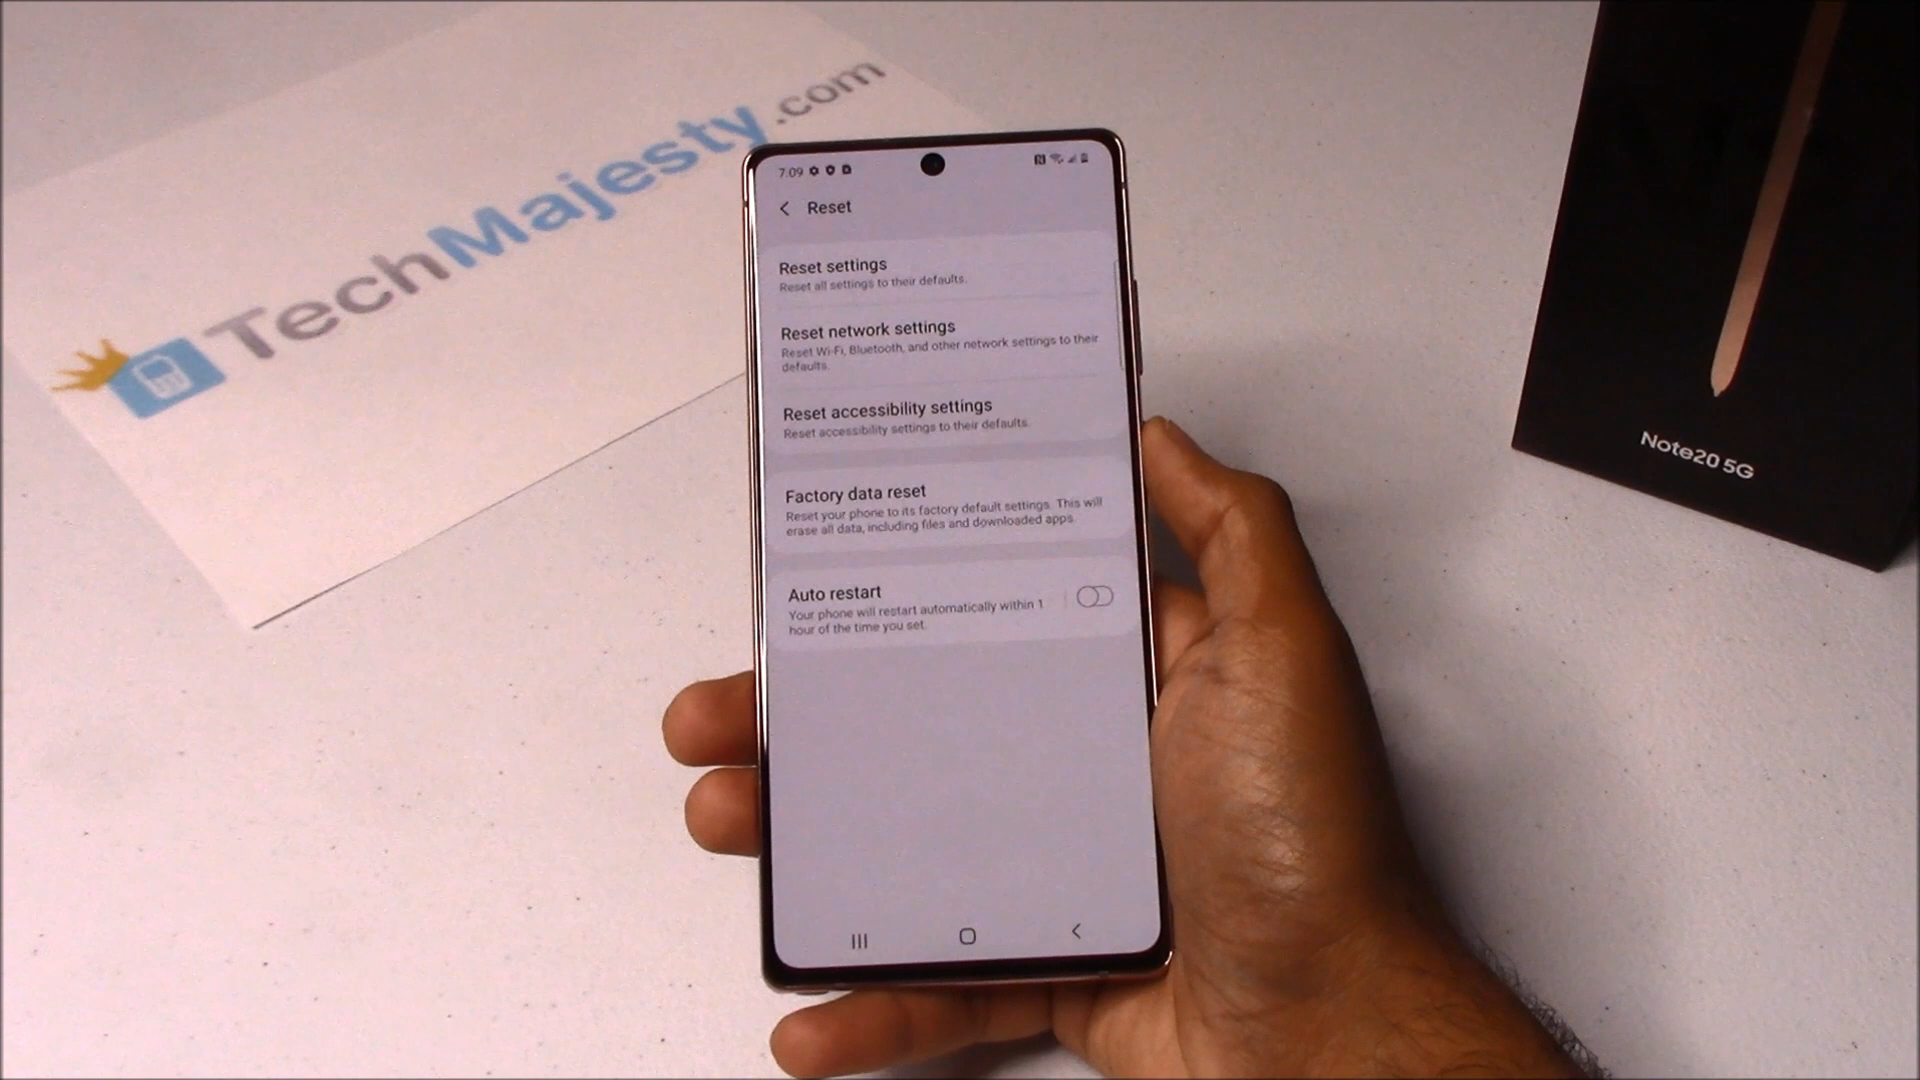 TechMajesty.com
7:09
Reset
Reset settings
Reset all settings to their defaults.
Reset network settings
Reset Wi-Fi, Bluetooth, and other network settings to their
defaults.
Reset accessibility settings
Reset accessibility settings to their defaults.
Factory data reset
Reset your phone to its factory default settings. This will
erase all data, including files and downloaded apps.
Auto restart
Your phone will restart automatically within 1
hour of the time you set.
Note20 5G